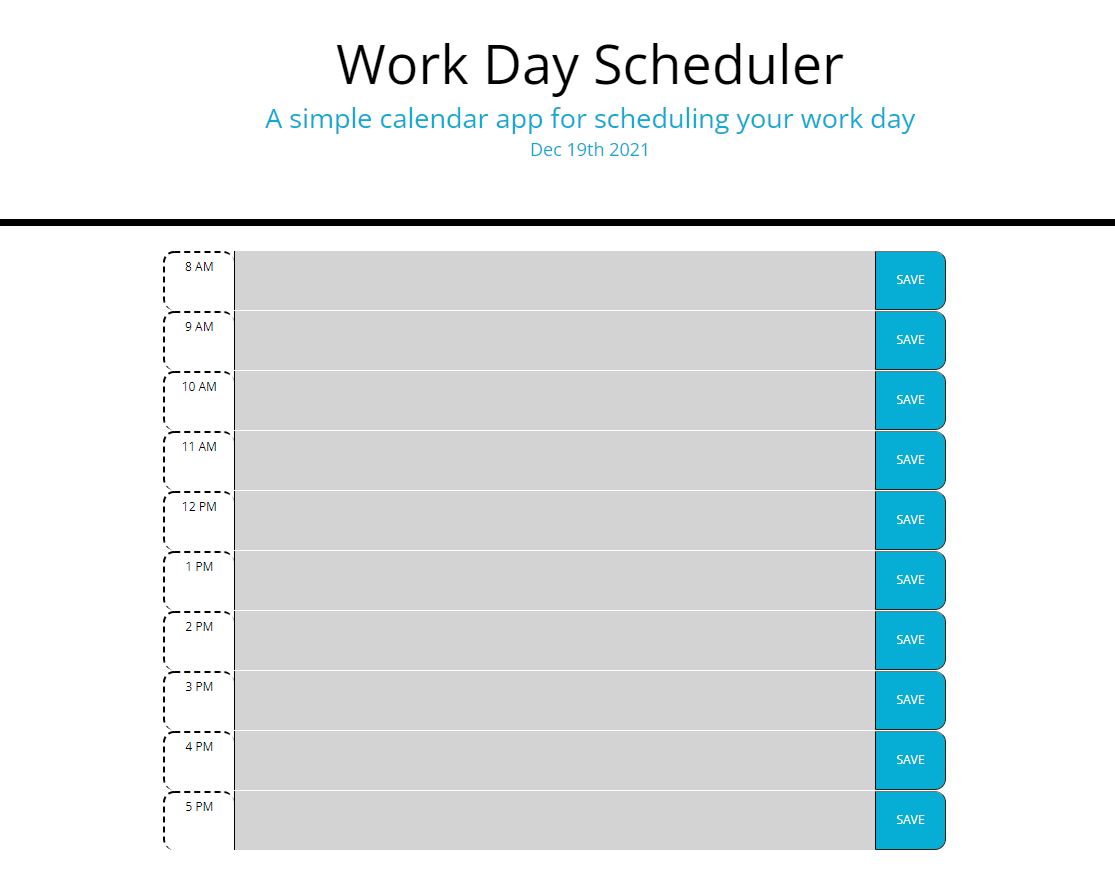 Work Day Scheduler
A simple calendar app for scheduling your work day
Dec 19th 2021
8 AM SAVE
9 AM SAVE
10 AM SAVE
11 AM SAVE
12 PM SAVE
1 PM SAVE
2 PM SAVE
3 PM SAVE
4 PM SAVE
5 PM SAVE